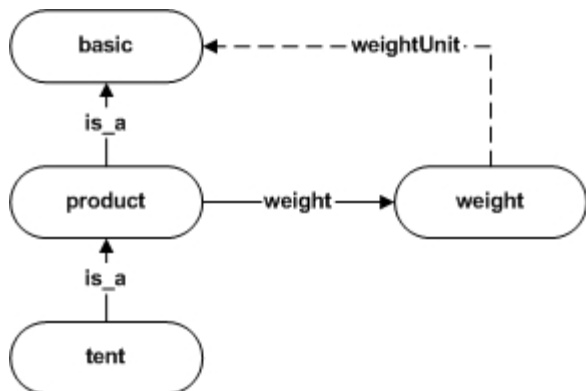 basic
weightUnit
is_a
product
weight
weight
is_a
tent